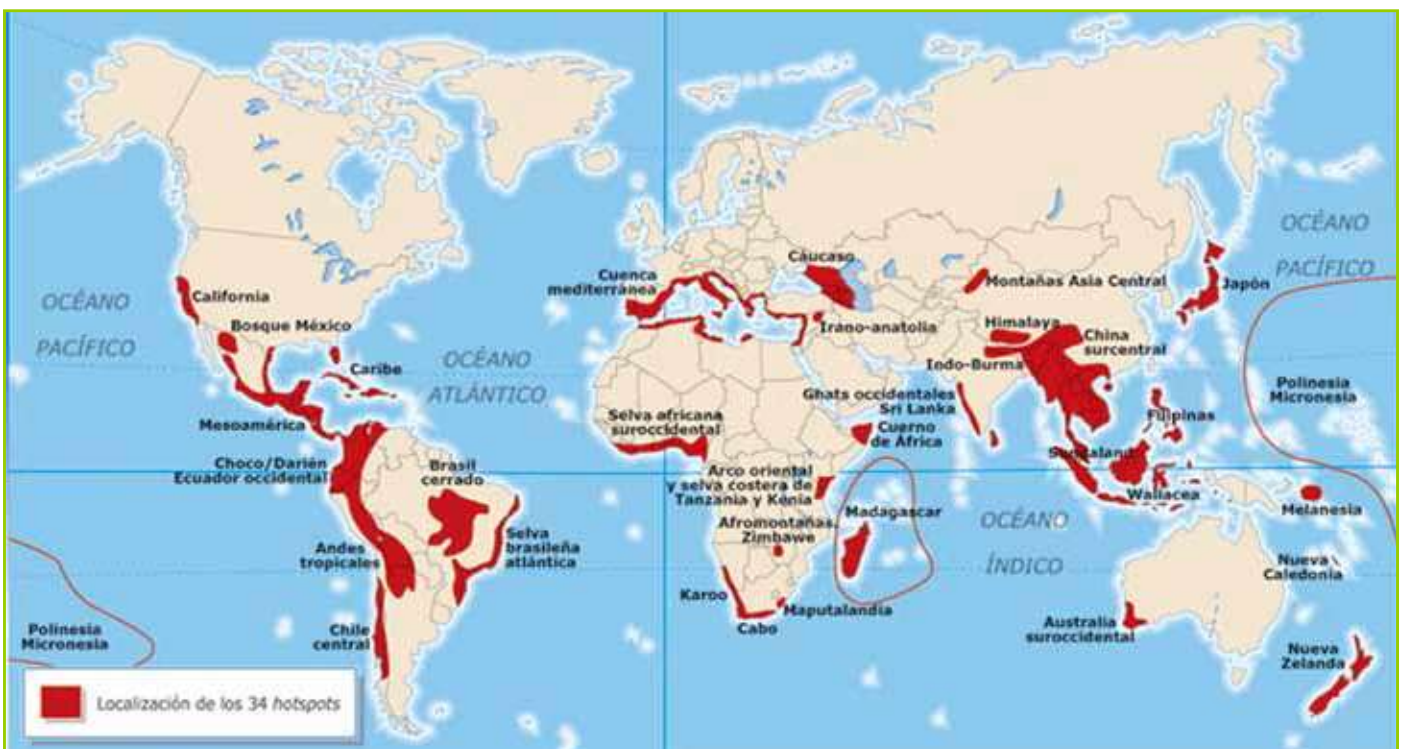 OCÉANO
PACÍFICO
California
Bosque México
Caribe
Mesoamérica
Choco/Darién
Ecuador occidental
Brasil
cerrado
Andes
tropicales
Selva
brasileña
atlántica
Chile
central
Polinesia
Micronesia
OCÉANO
ATLÁNTICO
Cuenca
mediterránea
Cáucaso
Irano-anatolia
Montañas Asia Central
Himalaya
China
surcentral
Indo-Burma
Japón
OCÉANO
PACÍFICO
Ghats occidentales
Sri Lanka
Cuerno
de África
Selva africana
suroccidental
Arco oriental
y selva costera de
Tanzania y Kenia
Afromontañas.
Zimbawe
Madagascar
Karoo
Cabo
Maputalandia
OCÉANO
ÍNDICO
Filipinas
Sundaland
Wallacea
Polinesia
Micronesia
Melanesia
Nueva
Caledonia
Australia
suroccidental
Nueva
Zelanda
Localización de los 34 hotspots